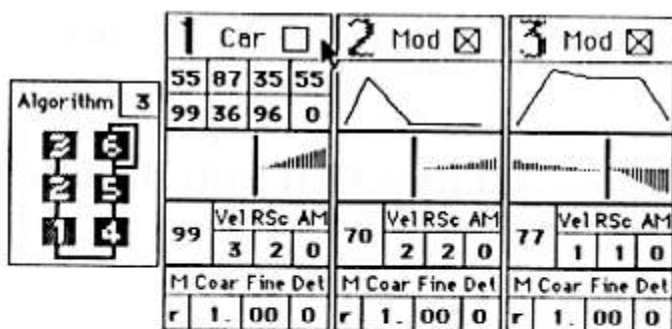 Algorithm 3
3 6
2 5
1 4
1 Car
55 87 35 55
99 36 96 0
99 Vel RSc AM
3 2 0
M Coar Fine Det
r 1. 00 0
2 Mod
70 Vel RSc AM
2 2 0
M Coar Fine Det
r 1. 00 0
3 Mod
77 Vel RSc AM
1 1 0
M Coar Fine Det
r 1. 00 0